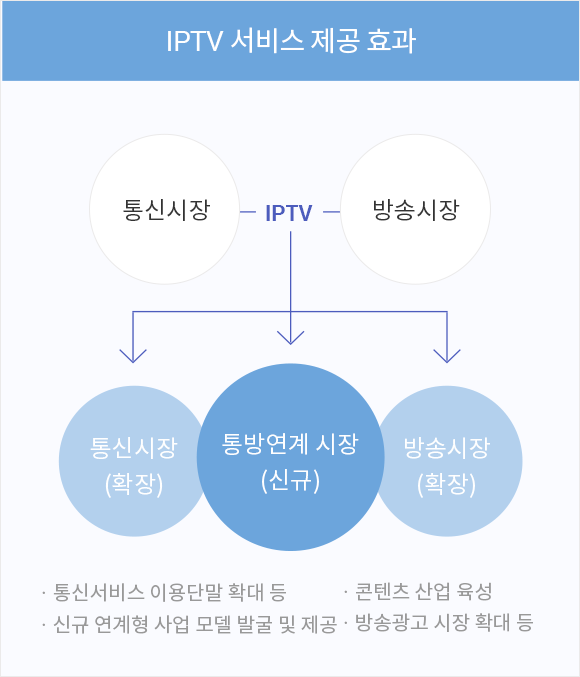 IPTV 서비스 제공 효과
통신시장
IPTV
방송시장
통신시장
(확장)
통방연계 시장
(신규)
방송시장
(확장)
· 통신서비스 이용단말 확대 등
· 신규 연계형 사업 모델 발굴 및 제공
· 콘텐츠 산업 육성
· 방송광고 시장 확대 등